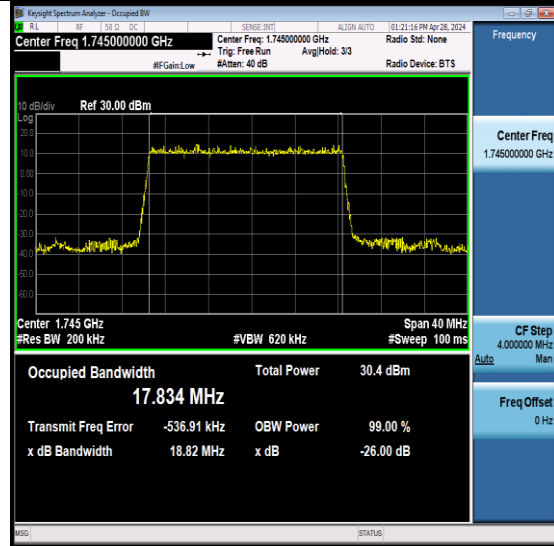 Keysight Spectrum Analyzer - Occupied BW
RL RF 50 Ω DC SENSE:INT ALIGN AUTO 01:21:16 PM Apr 28, 2024
Center Freq 1.745000000 GHz
Center Freq: 1.745000000 GHz Radio Std: None
Trig: Free Run Avg|Hold: 3/3
#IFGain:Low #Atten: 40 dB Radio Device: BTS
Frequency
10 dB/div Ref 30.00 dBm
Log
20.0
10.0
0.00
-10.0
-20.0
-30.0
-40.0
-50.0
-60.0
Center Freq
1.745000000 GHz
Center 1.745 GHz Span 40 MHz
#Res BW 200 kHz #VBW 620 kHz #Sweep 100 ms
CF Step
4.000000 MHz
Auto Man
Occupied Bandwidth Total Power 30.4 dBm
17.834 MHz
Transmit Freq Error -536.91 kHz OBW Power 99.00 %
x dB Bandwidth 18.82 MHz x dB -26.00 dB
Freq Offset
0 Hz
MSG STATUS